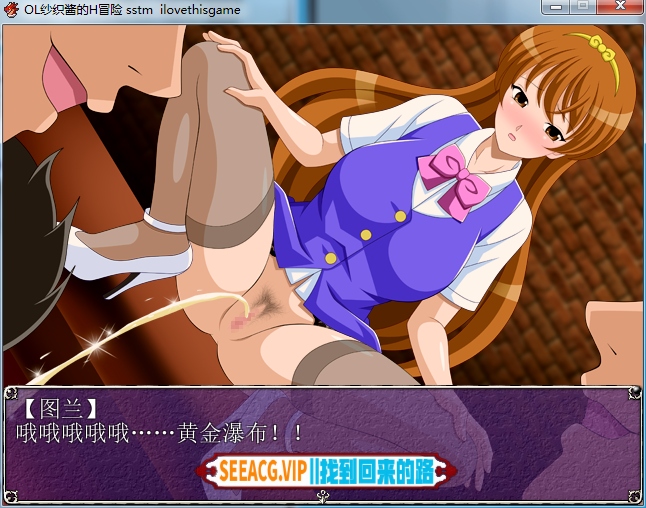 OL纱织酱的H冒险 sstm ilovethisgame
【图兰】
哦哦哦哦哦……黄金瀑布！！
SEEACG.VIP||找到回来的路